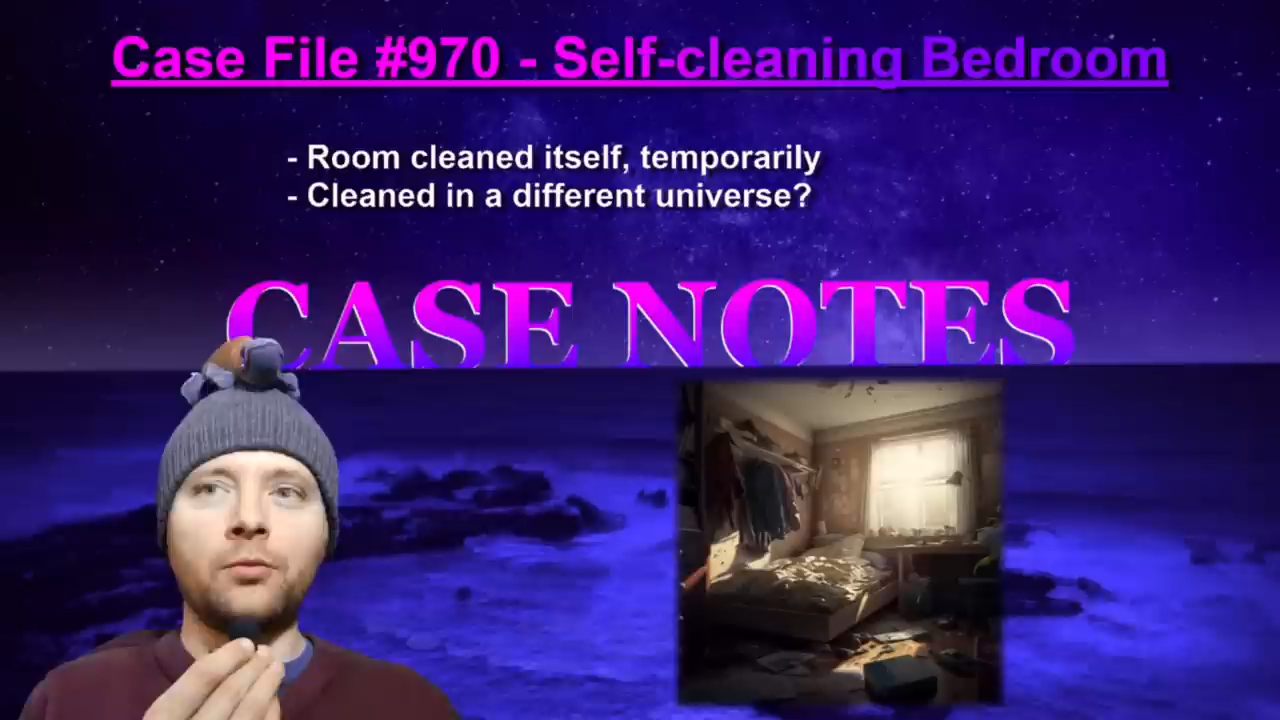 Case File #970 - Self-cleaning Bedroom
- Room cleaned itself, temporarily
- Cleaned in a different universe?
CASE NOTES